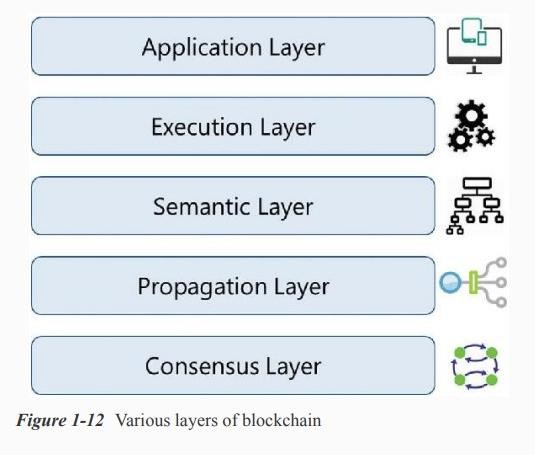 Application Layer
Execution Layer
Semantic Layer
Propagation Layer
Consensus Layer
Figure 1-12 Various layers of blockchain